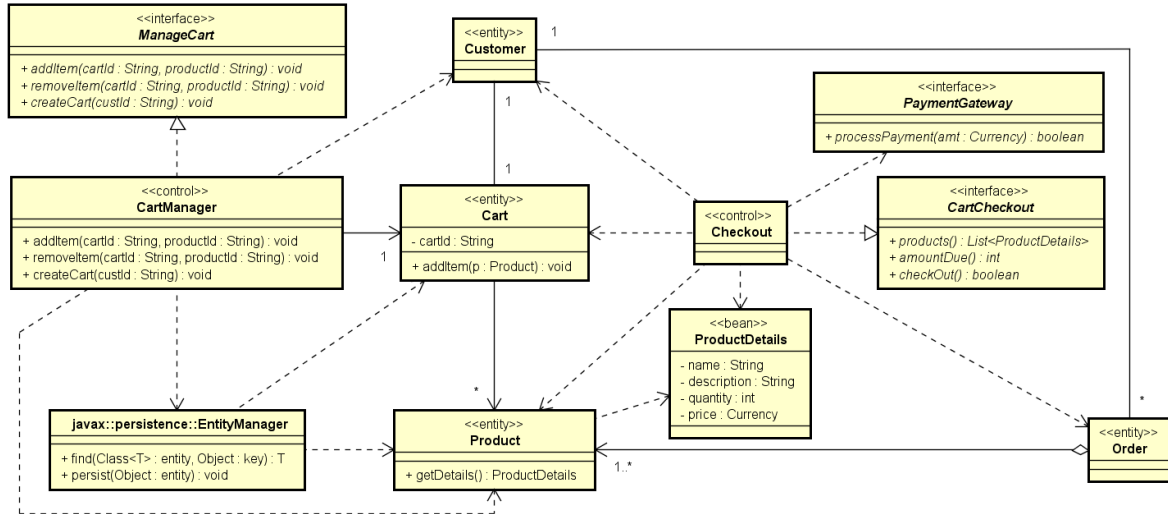 <<interface>>
ManageCart
+ addItem(cartId : String, productId : String) : void
+ removeItem(cartId : String, productId : String) : void
+ createCart(custId : String) : void
<<entity>>
Customer
1
1
1
*
<<interface>>
PaymentGateway
+ processPayment(amt : Currency) : boolean
<<control>>
CartManager
+ addItem(cartId : String, productId : String) : void
+ removeItem(cartId : String, productId : String) : void
+ createCart(custId : String) : void
1
<<entity>>
Cart
- cartId : String
+ addItem(p : Product) : void
*
<<control>>
Checkout
<<interface>>
CartCheckout
+ products() : List<ProductDetails>
+ amountDue() : int
+ checkOut() : boolean
<<bean>>
ProductDetails
- name : String
- description : String
- quantity : int
- price : Currency
javax::persistence::EntityManager
+ find(Class<T> : entity, Object : key) : T
+ persist(Object : entity) : void
<<entity>>
Product
+ getDetails() : ProductDetails
1..*
<<entity>>
Order